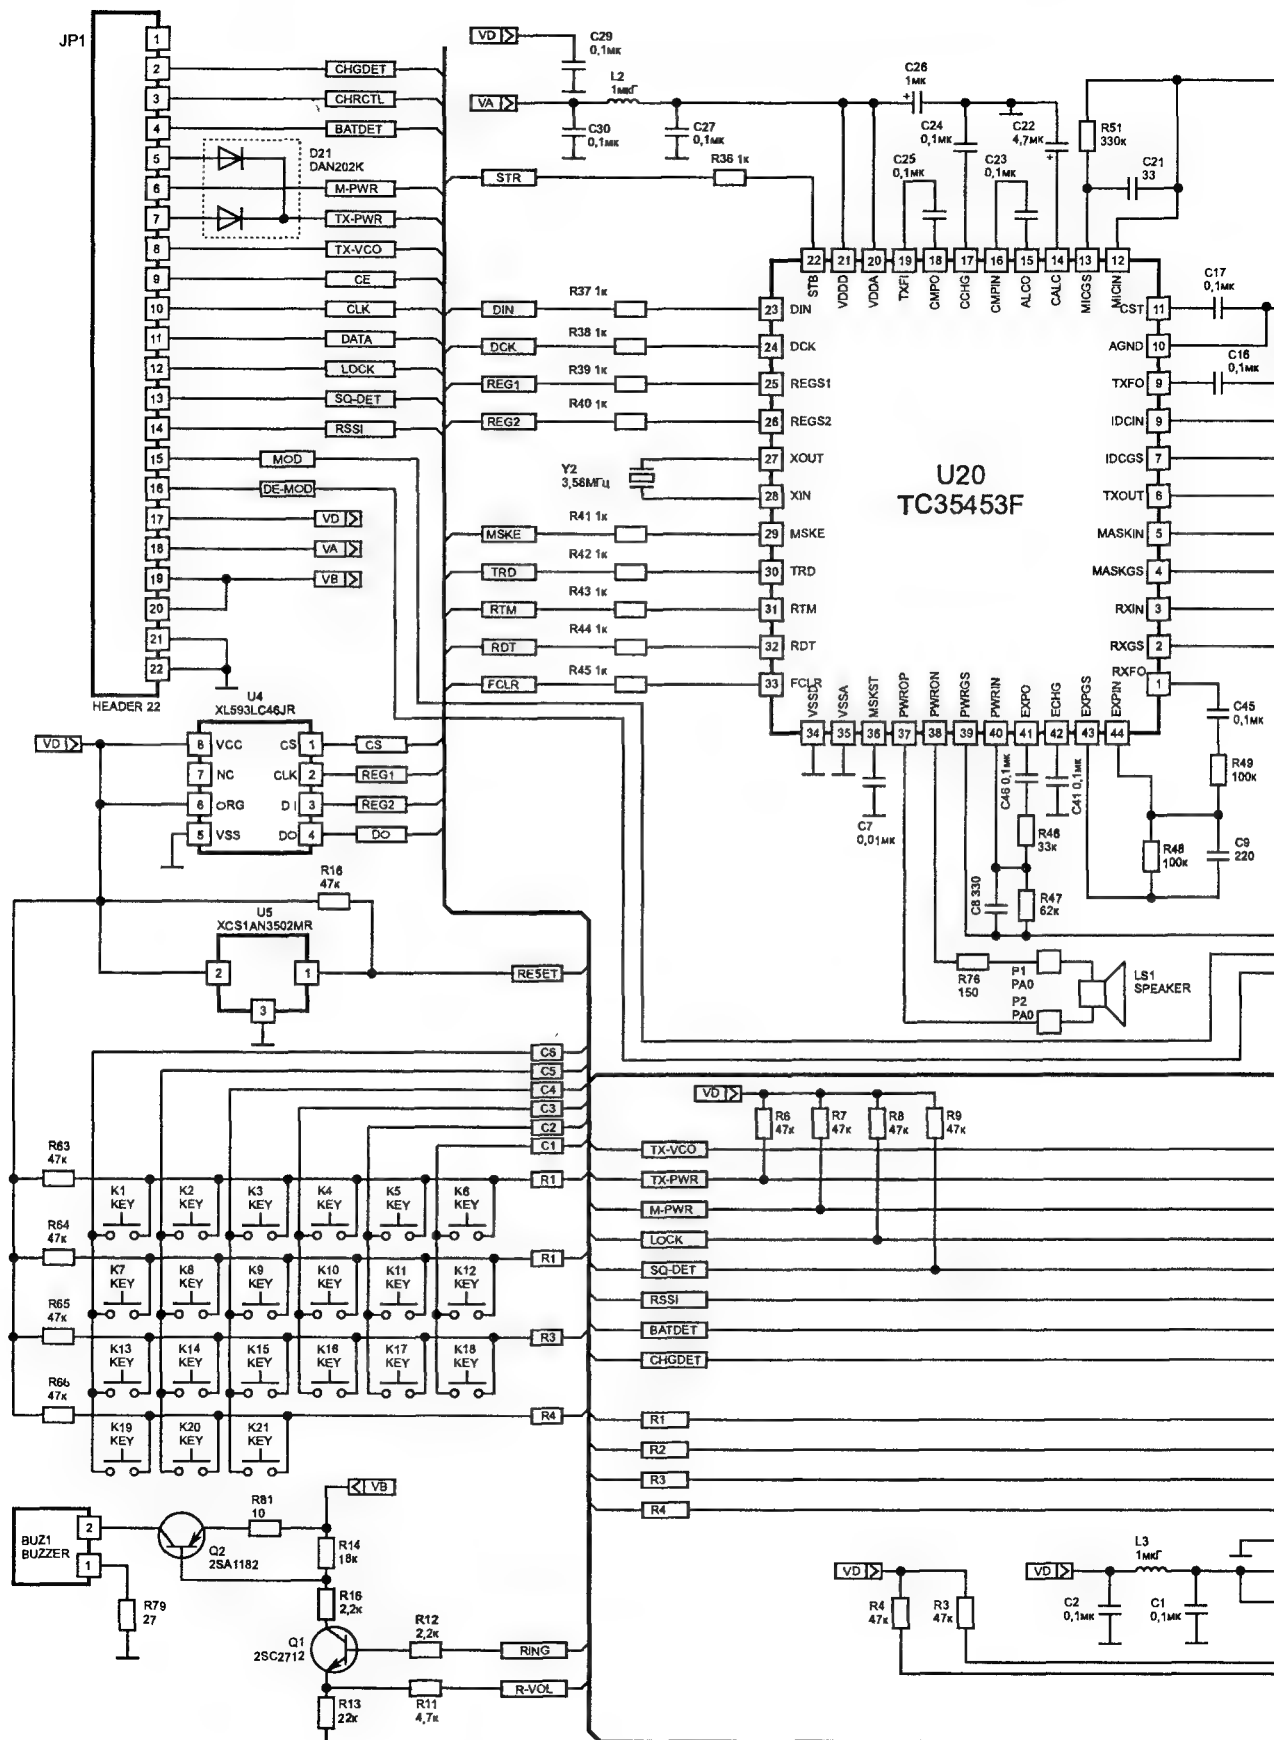 JP1
1
2
3
4
5
6
7
8
9
10
11
12
13
14
15
16
17
18
19
20
21
22
HEADER 22
CHGDET
CHRCTL
BATDET
D21
DAN202K
M-PWR
TX-PWR
TX-VCO
CE
CLK
DATA
LOCK
SQ-DET
RSSI
MOD
DE-MOD
VD
VA
VB
VD
C29
0,1мк
VA
L2
1мкГ
C30
0,1мк
C27
0,1мк
C26
1мк
C24
0,1мк
C25
0,1мк
C22
4,7мк
C23
0,1мк
R51
330к
C21
33
STR
R36 1к
22 21 20 19 18 17 16 15 14 13 12
STB VDDD VDDA TXFI CMPO CCHG CMPIN ALCO CALC MICGS MICIN
DIN R37 1к 23 DIN
DCK R38 1к 24 DCK
REG1 R39 1к 25 REGS1
REG2 R40 1к 26 REGS2
Y2
3,58МГц
27 XOUT
28 XIN
MSKE R41 1к 29 MSKE
TRD R42 1к 30 TRD
RTM R43 1к 31 RTM
RDT R44 1к 32 RDT
FCLR R45 1к 33 FCLR
U20
TC35453F
CST 11
AGND 10
TXFO 9
IDCIN 9
IDCGS 7
TXOUT 6
MASKIN 5
MASKGS 4
RXIN 3
RXGS 2
RXFO 1
C17
0,1мк
C16
0,1мк
VSSD VSSA MSKST PWROP PWRON PWRGS PWRIN EXPO ECHG EXPGS EXPIN
34 35 36 37 38 39 40 41 42 43 44
C45
0,1мк
R49
100к
C7
0,01мк
C46 0,1мк
C41 0,1мк
R46
33к
R48
100к
C9
220
C8 330
R47
62к
R76
150
P1
PA0
P2
PA0
LS1
SPEAKER
U4
XL593LC46JR
VD
8 VCC CS 1 CS
7 NC CLK 2 REG1
6 ORG DI 3 REG2
5 VSS DO 4 DO
R16
47к
U5
XCS1AN3502MR
2
1
3
RESET
C6
C5
C4
C3
C2
C1
R63
47к
R1
K1 K2 K3 K4 K5 K6
KEY KEY KEY KEY KEY KEY
R64
47к
R1
K7 K8 K9 K10 K11 K12
KEY KEY KEY KEY KEY KEY
R65
47к
R3
K13 K14 K15 K16 K17 K18
KEY KEY KEY KEY KEY KEY
R66
47к
R4
K19 K20 K21
KEY KEY KEY
VD
R6
47к
R7
47к
R8
47к
R9
47к
TX-VCO
TX-PWR
M-PWR
LOCK
SQ-DET
RSSI
BATDET
CHGDET
R1
R2
R3
R4
BUZ1
BUZZER
2
1
R79
27
Q2
2SA1182
R81
10
VB
R14
18к
R16
2,2к
Q1
2SC2712
R12
2,2к
RING
R13
22к
R11
4,7к
R-VOL
VD
R4
47к
R3
47к
VD
L3
1мкГ
C2
0,1мк
C1
0,1мк